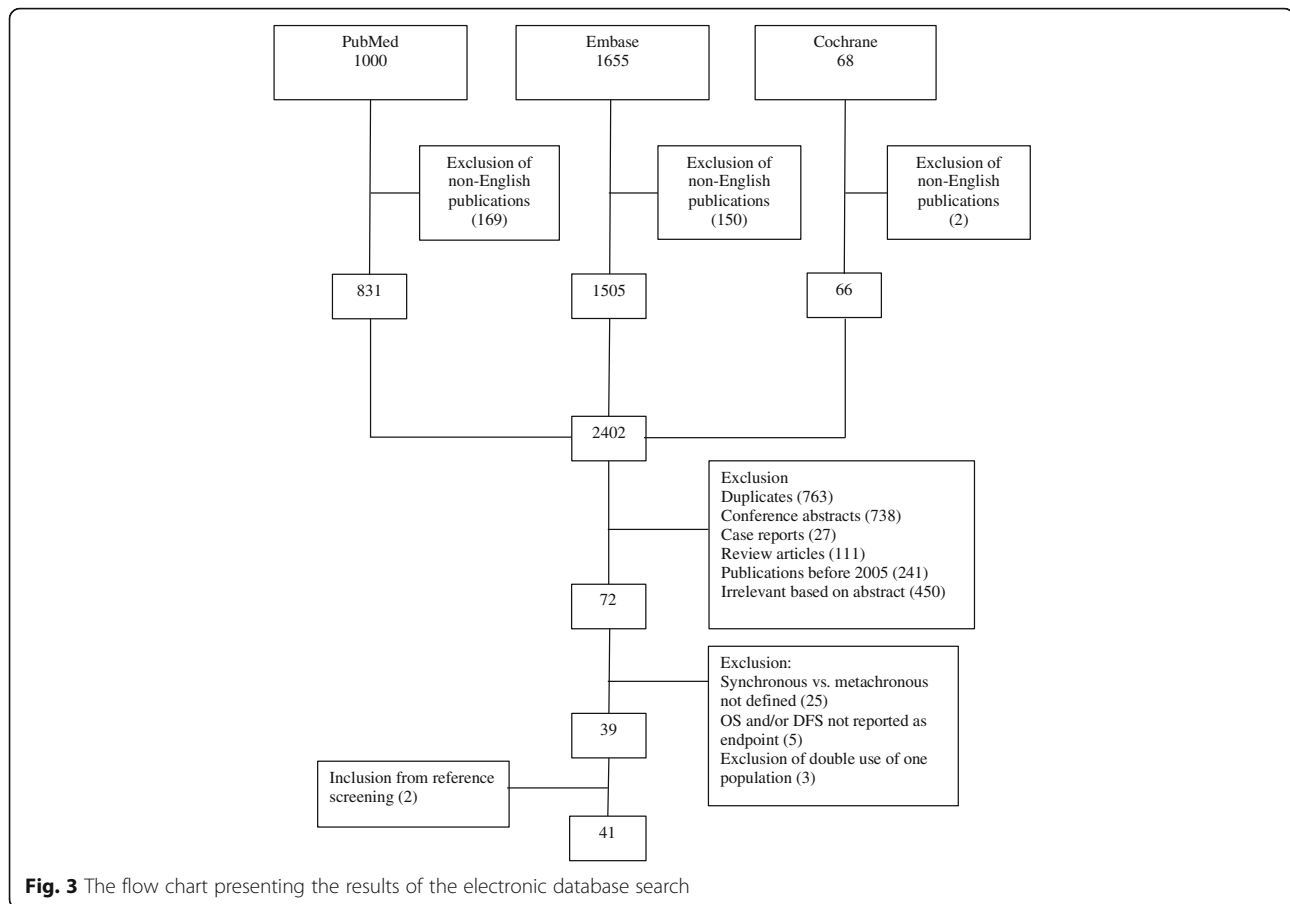 PubMed
1000
Embase
1655
Cochrane
68
Exclusion of
non-English
publications
(169)
Exclusion of
non-English
publications
(150)
Exclusion of
non-English
publications
(2)
831
1505
66
2402
Exclusion
Duplicates (763)
Conference abstracts (738)
Case reports (27)
Review articles (111)
Publications before 2005 (241)
Irrelevant based on abstract (450)
72
Exclusion:
Synchronous vs. metachronous
not defined (25)
OS and/or DFS not reported as
endpoint (5)
Exclusion of double use of one
population (3)
39
Inclusion from reference
screening (2)
41
Fig. 3 The flow chart presenting the results of the electronic database search